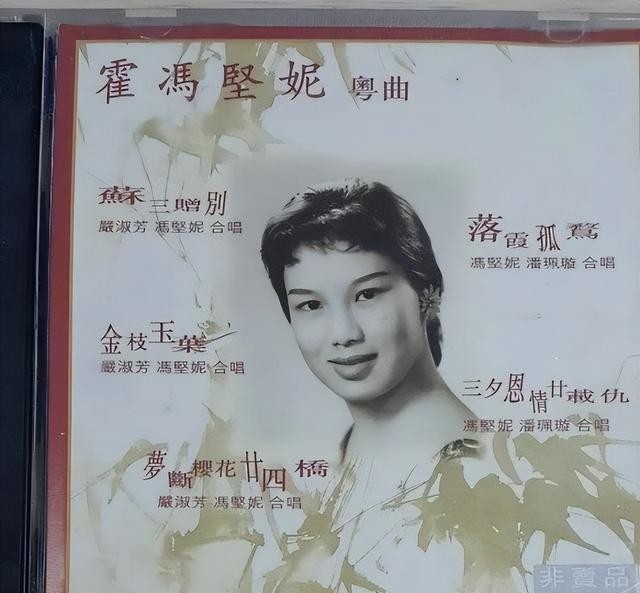 霍馮堅妮 粵曲
蘇三贈別
嚴淑芳 馮堅妮 合唱
落霞孤鶩
馮堅妮 潘珮璇 合唱
金枝玉葉
嚴淑芳 馮堅妮 合唱
三夕恩情廿載仇
馮堅妮 潘珮璇 合唱
夢斷櫻花廿四橋
嚴淑芳 馮堅妮 合唱
非賣品